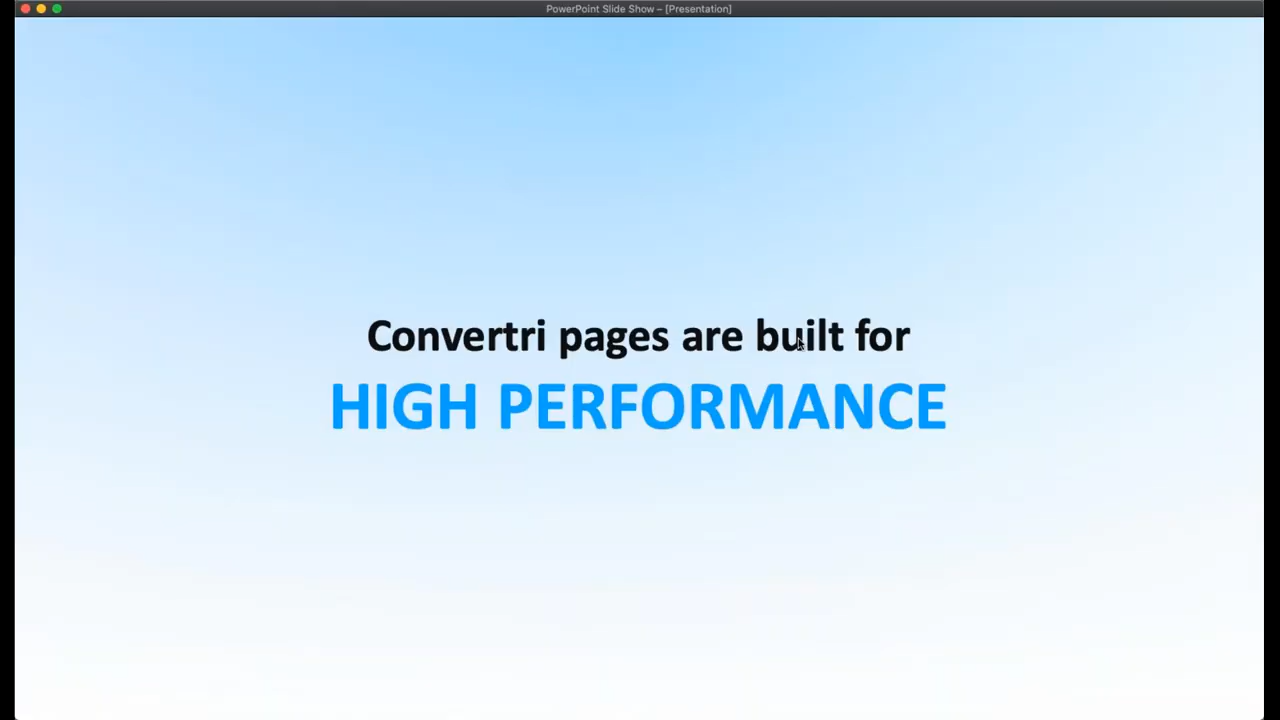 PowerPoint Slide Show – [Presentation]
Convertri pages are built for
HIGH PERFORMANCE